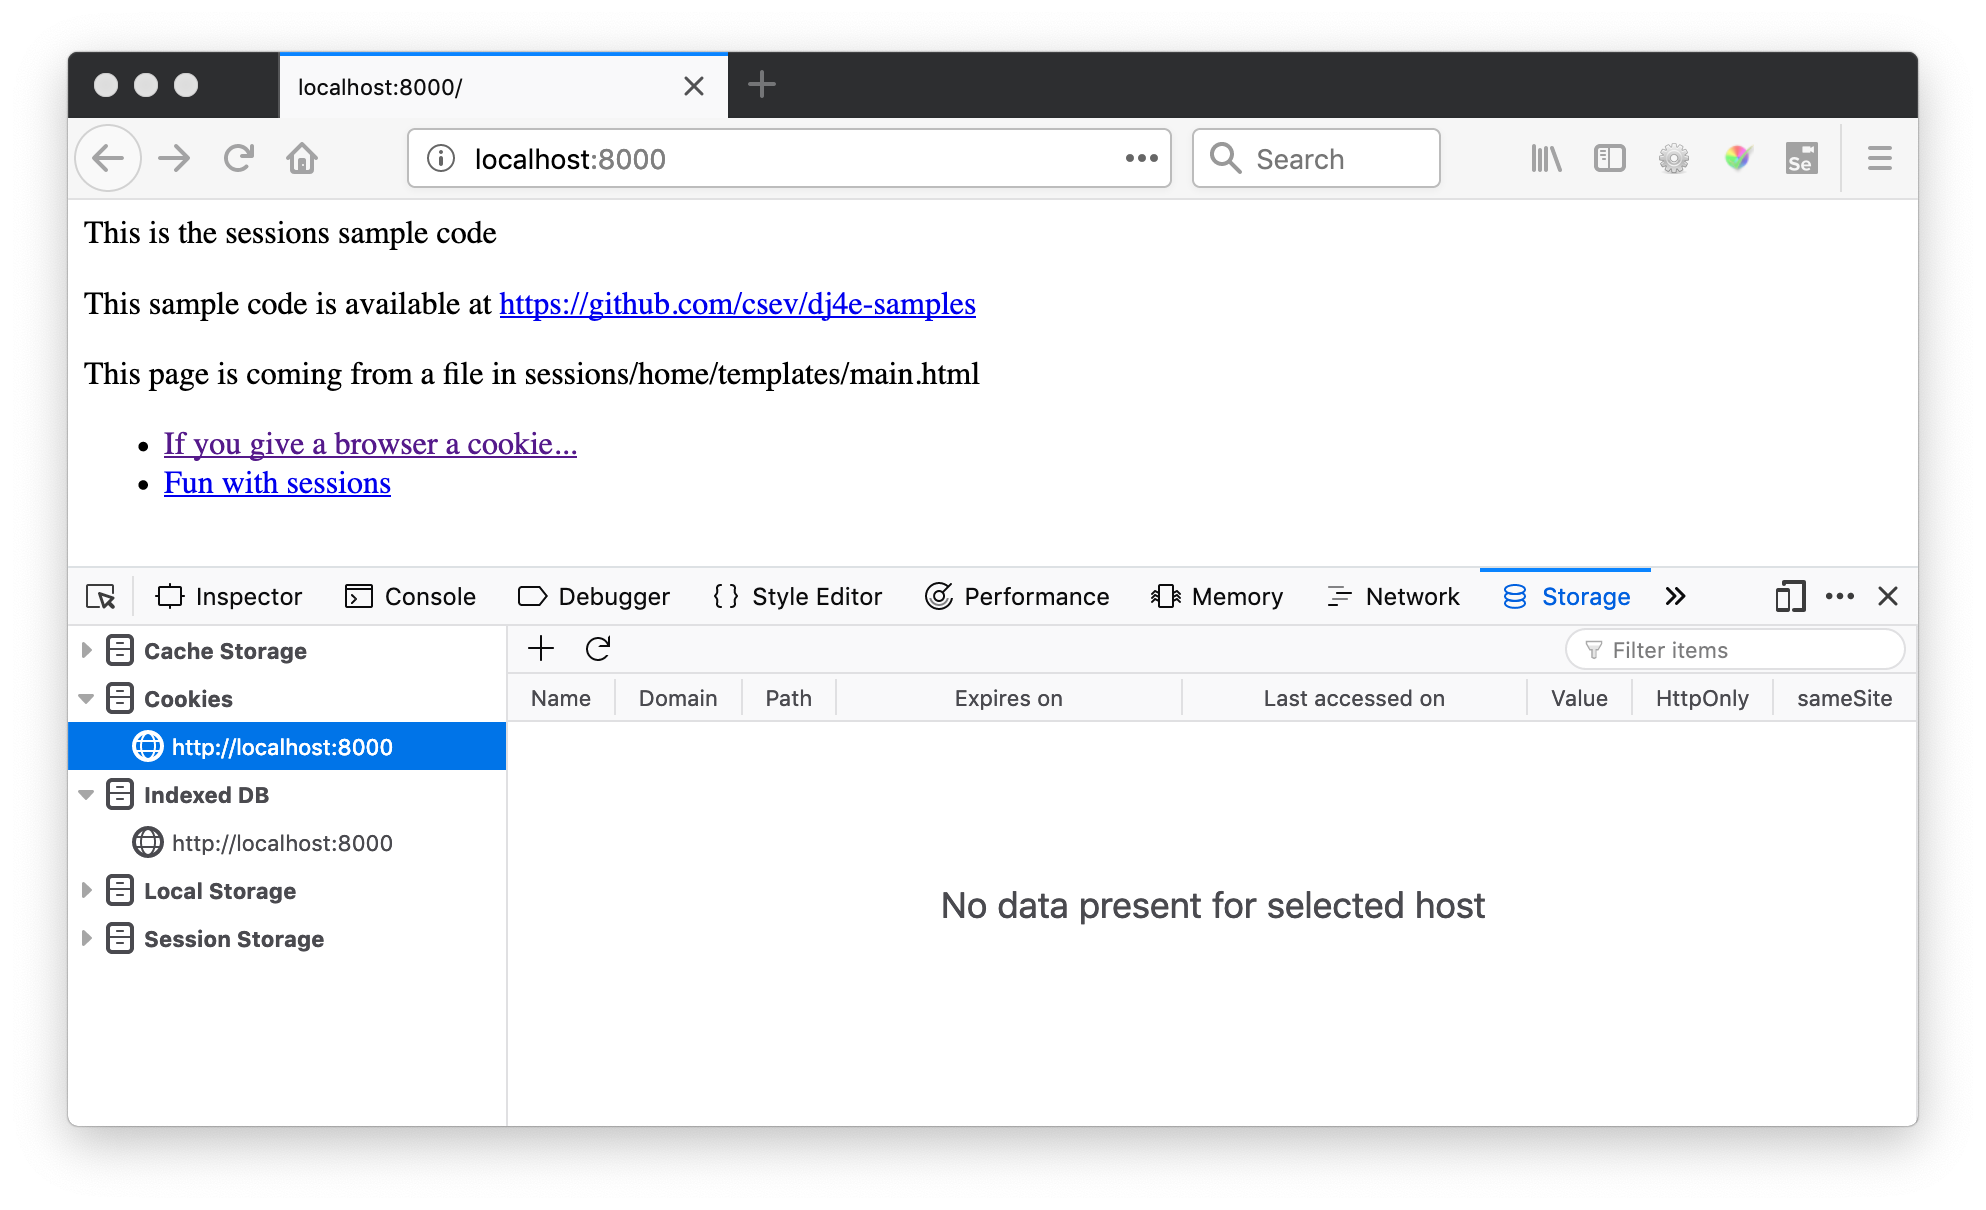 localhost:8000/
localhost:8000
Search
Se
This is the sessions sample code
This sample code is available at https://github.com/csev/dj4e-samples
This page is coming from a file in sessions/home/templates/main.html
If you give a browser a cookie...
Fun with sessions
Inspector Console Debugger {} Style Editor Performance Memory Network Storage
Cache Storage
Filter items
Cookies
Name Domain Path Expires on Last accessed on Value HttpOnly sameSite
http://localhost:8000
Indexed DB
http://localhost:8000
Local Storage
No data present for selected host
Session Storage